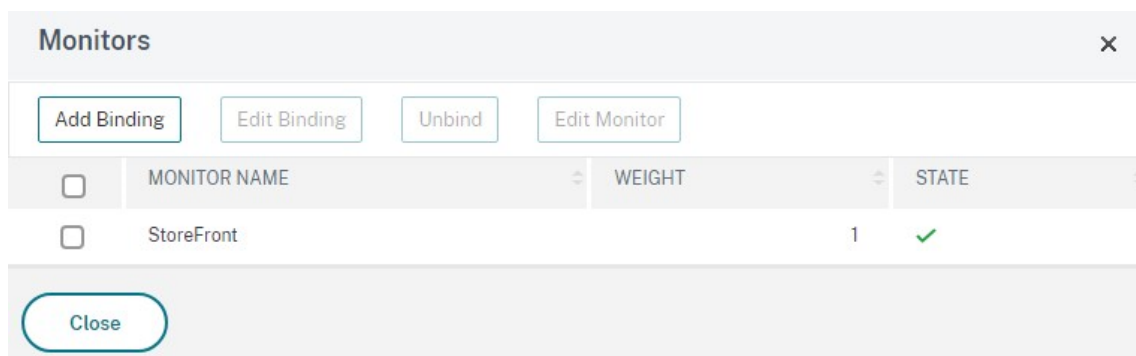 Monitors
Add Binding Edit Binding Unbind Edit Monitor
MONITOR NAME WEIGHT STATE
StoreFront 1
Close